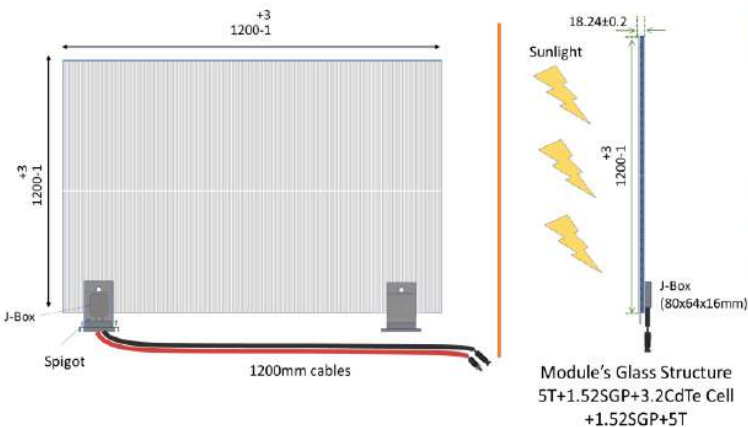 +3
1200-1
+3
1200-1
J-Box
Spigot
1200mm cables
18.24±0.2
Sunlight
+3
1200-1
J-Box
(80x64x16mm)
Module's Glass Structure
5T+1.52SGP+3.2CdTe Cell
+1.52SGP+5T